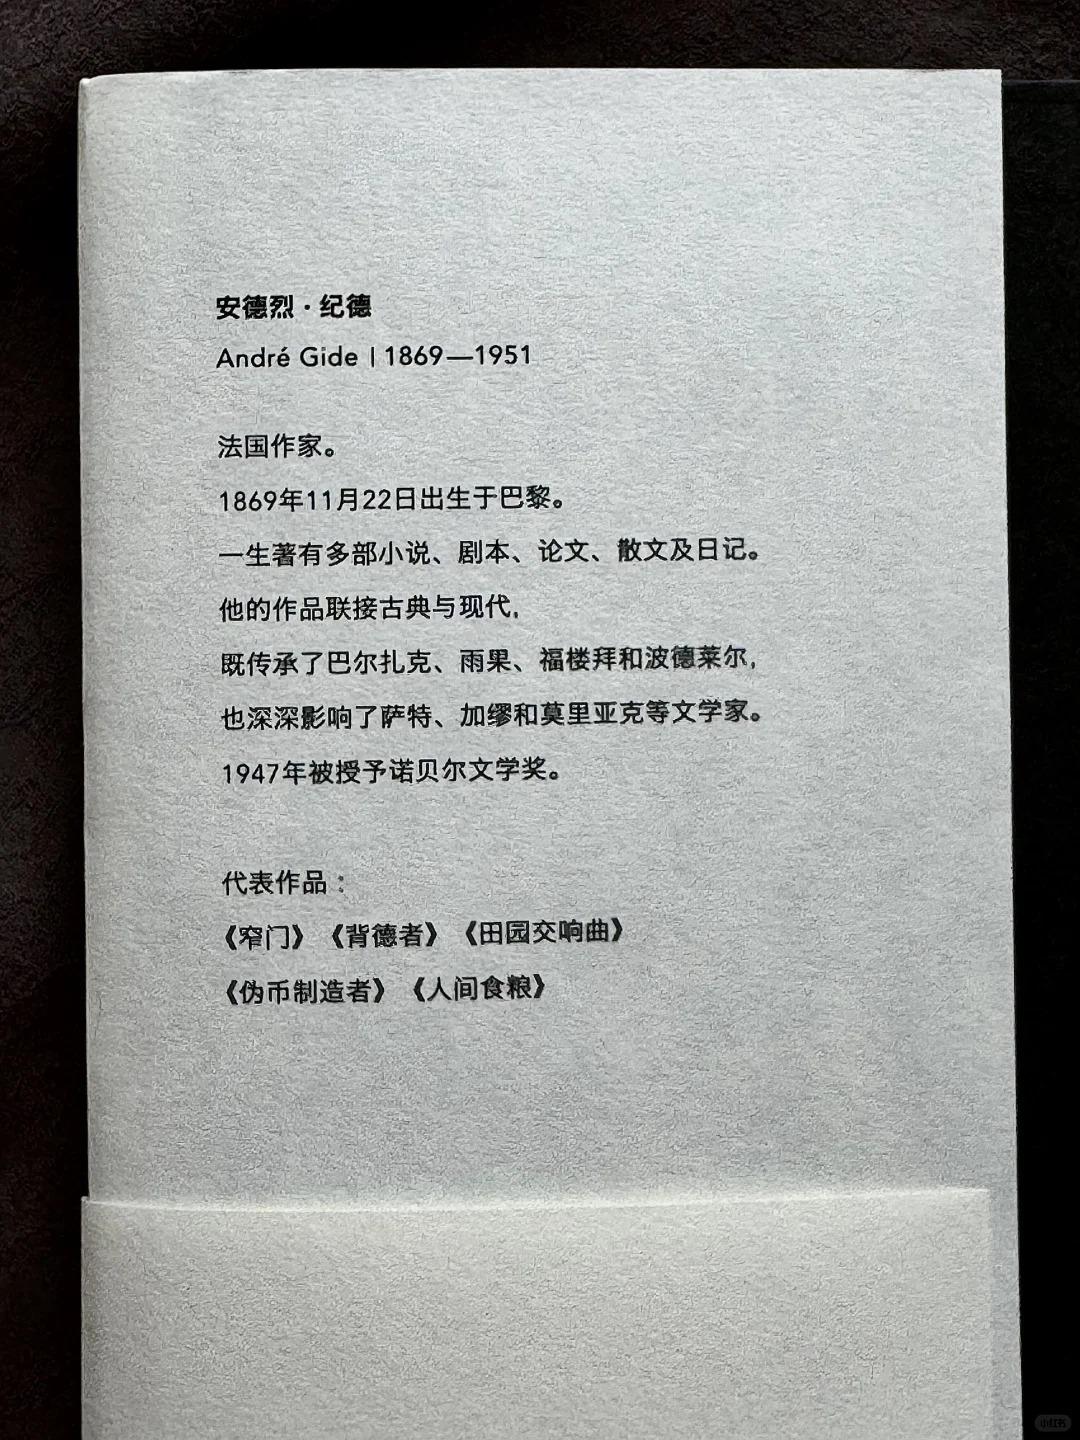 安德烈·纪德
André Gide | 1869—1951
法国作家。
1869年11月22日出生于巴黎。
一生著有多部小说、剧本、论文、散文及日记。
他的作品联接古典与现代，
既传承了巴尔扎克、雨果、福楼拜和波德莱尔，
也深深影响了萨特、加缪和莫里亚克等文学家。
1947年被授予诺贝尔文学奖。
代表作品：
《窄门》《背德者》《田园交响曲》
《伪币制造者》《人间食粮》
小红书